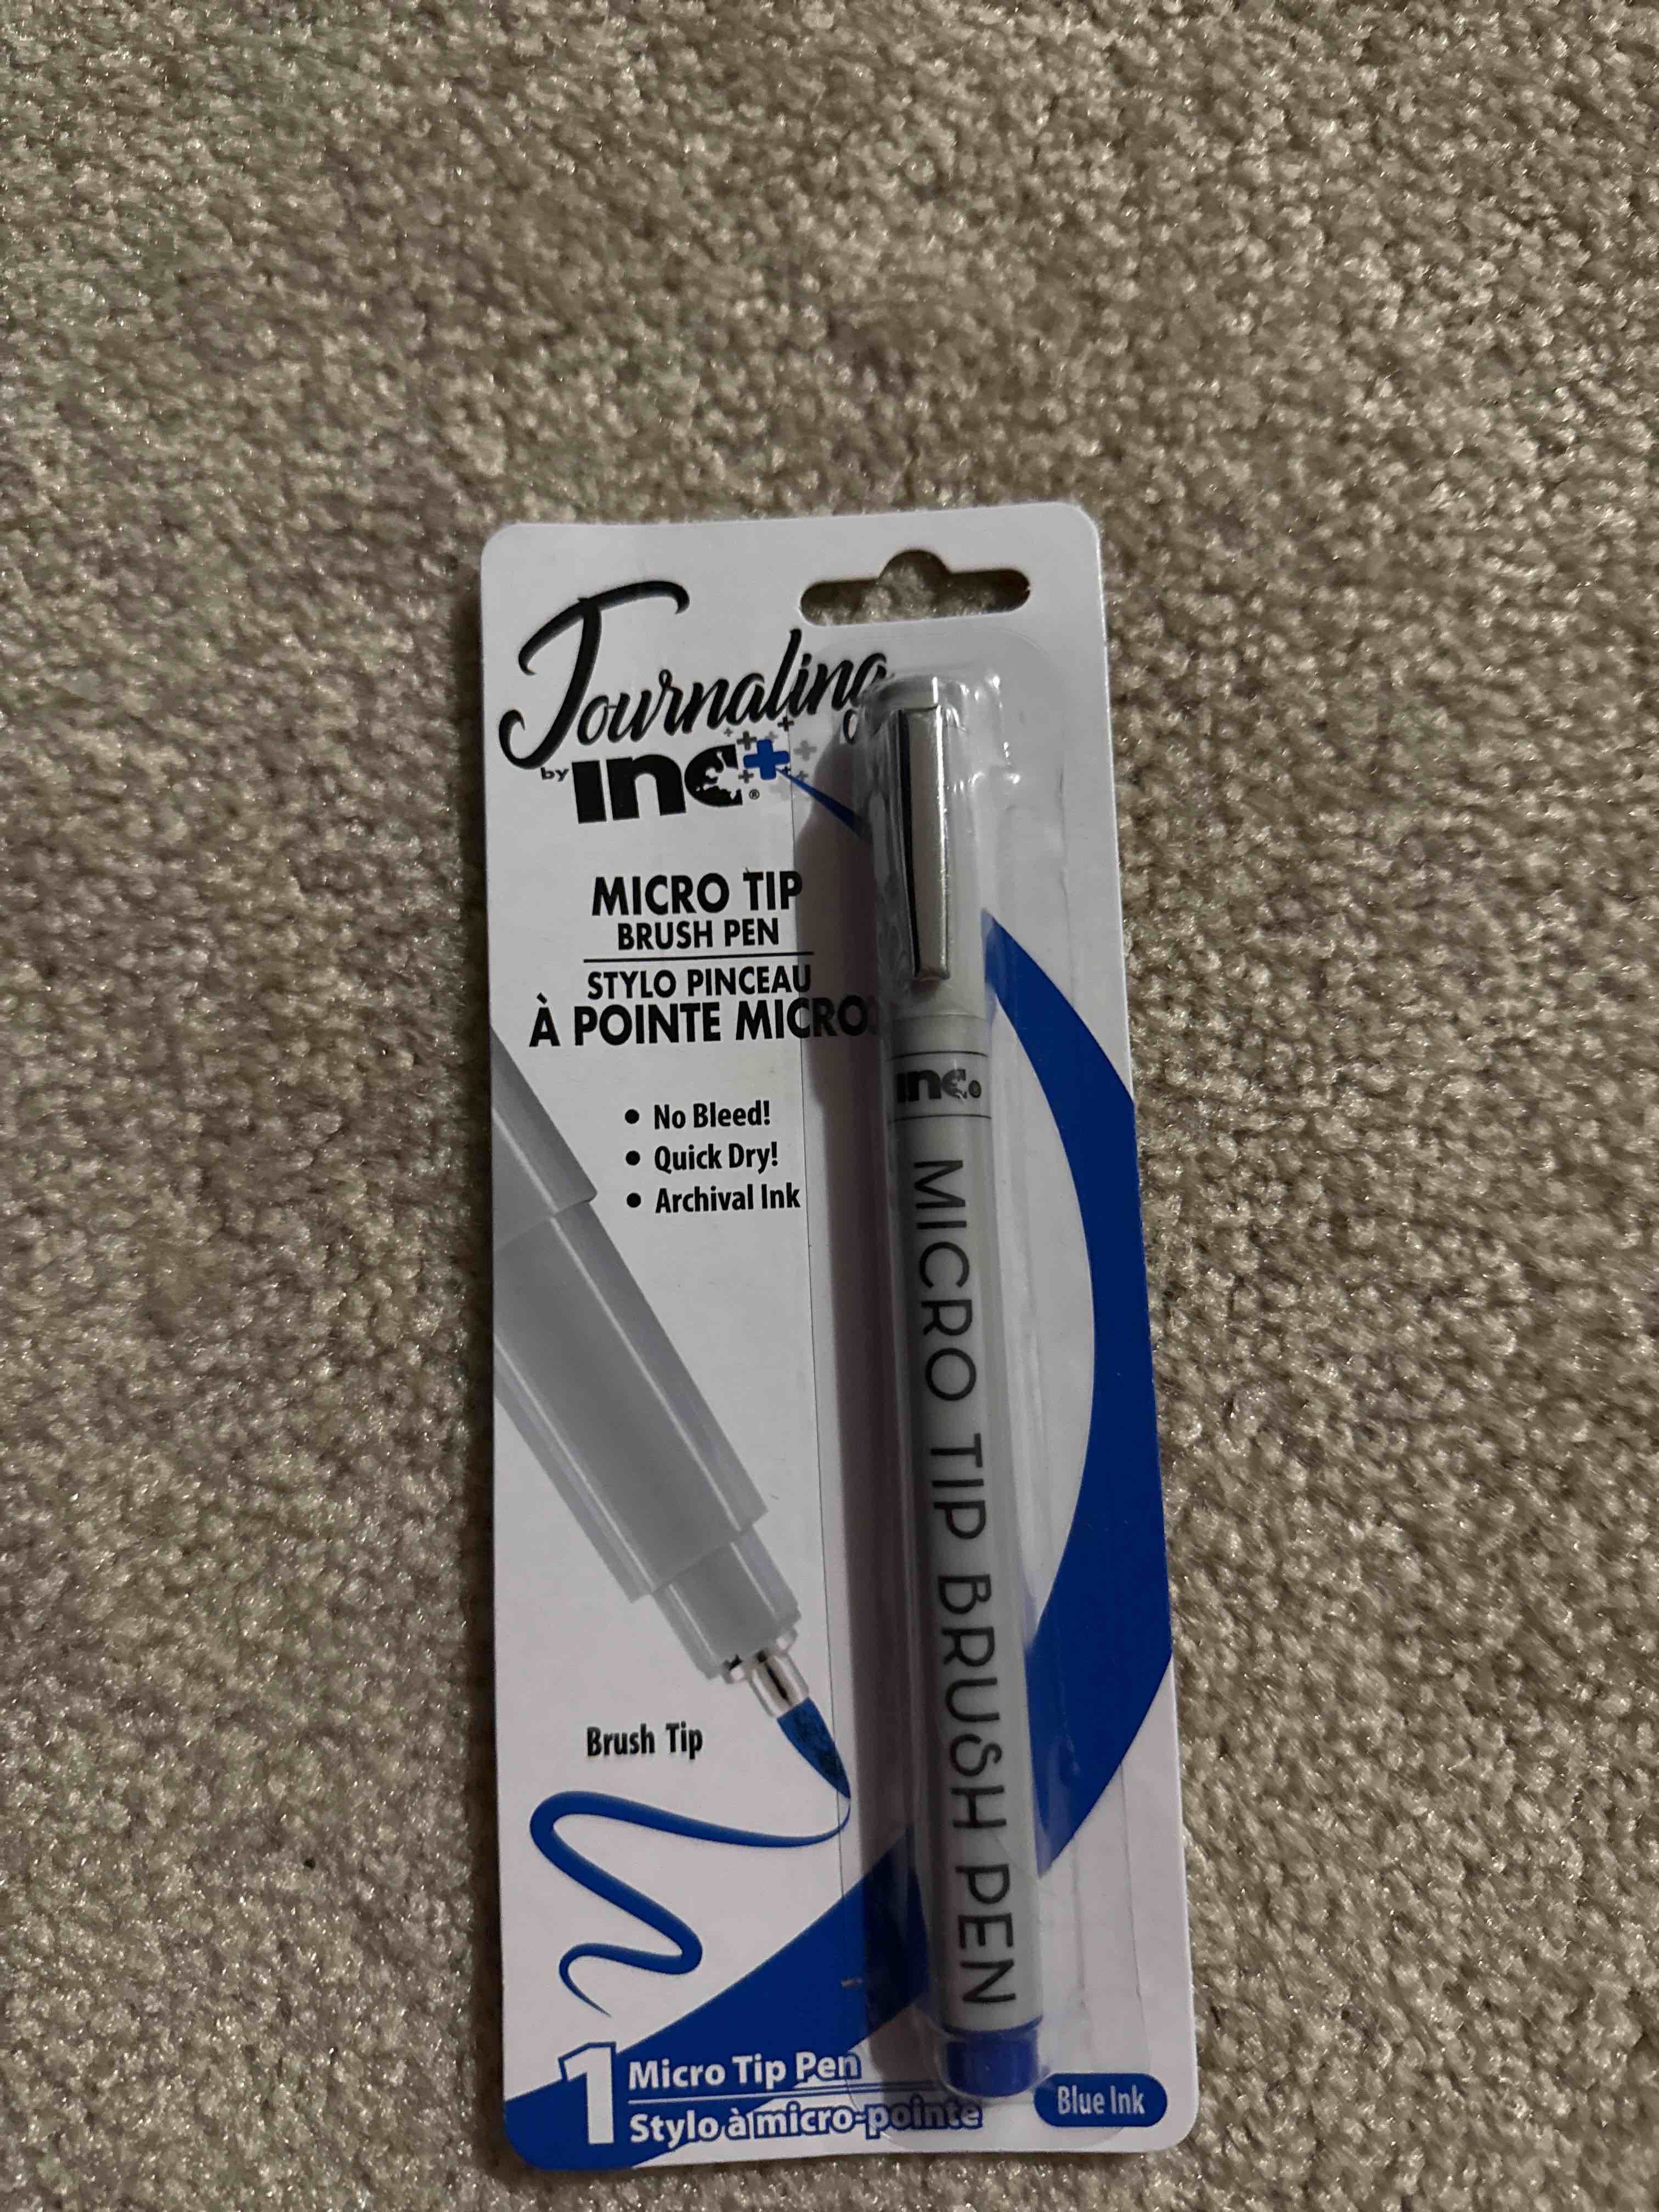 Journaling
by inc.®
MICRO TIP
BRUSH PEN
STYLO PINCEAU
À POINTE MICRO
• No Bleed!
• Quick Dry!
• Archival Ink
inc.
MICRO TIP BRUSH PEN
Brush Tip
1 Micro Tip Pen
Stylo à micro-pointe
Blue Ink